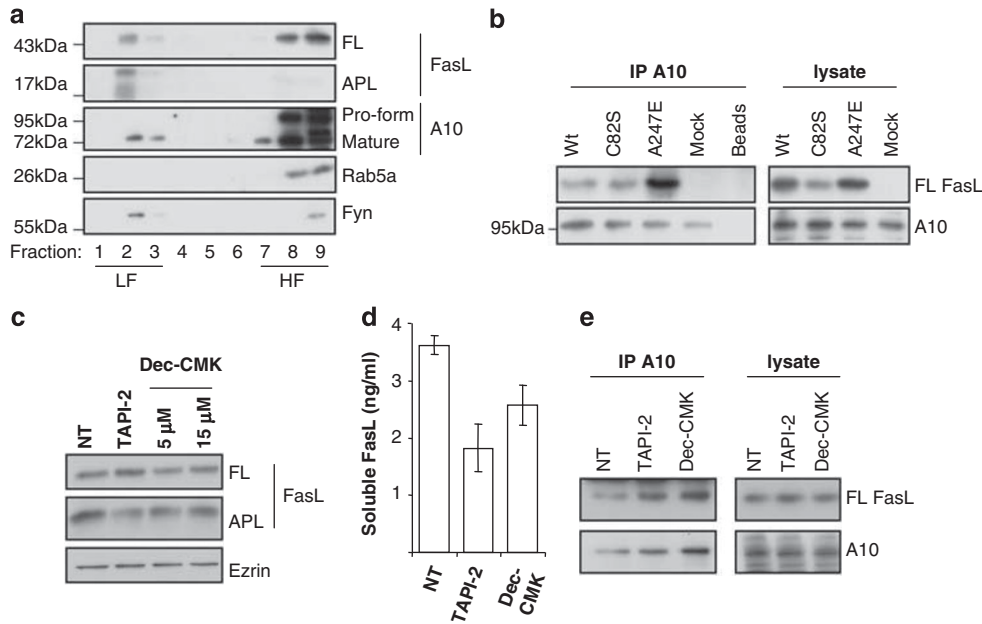 a
43kDa
FL
17kDa
APL
FasL
95kDa
Pro-form
72kDa
Mature
A10
26kDa
Rab5a
55kDa
Fyn
Fraction: 1 2 3 4 5 6 7 8 9
LF HF
b
IP A10 lysate
Wt C82S A247E Mock Beads Wt C82S A247E Mock
FL FasL
95kDa
A10
c
Dec-CMK
NT TAPI-2 5 µM 15 µM
FL
APL
FasL
Ezrin
d
Soluble FasL (ng/ml)
4
3
2
1
NT TAPI-2 Dec-CMK
e
IP A10 lysate
NT TAPI-2 Dec-CMK NT TAPI-2 Dec-CMK
FL FasL
A10